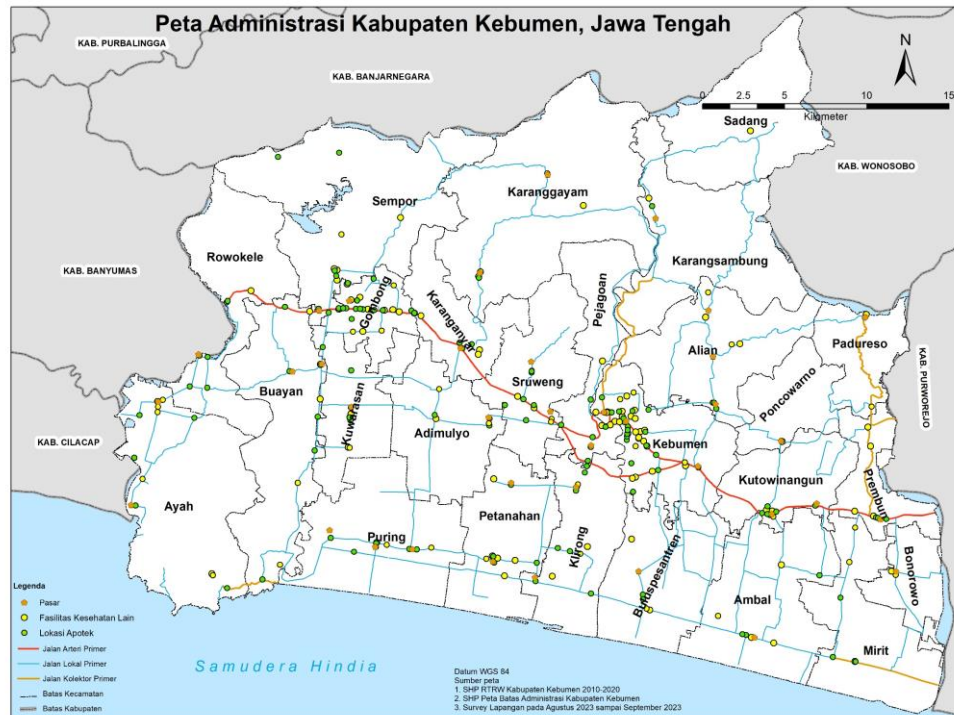 Peta Administrasi Kabupaten Kebumen, Jawa Tengah
KAB. PURBALINGGA
KAB. BANJARNEGARA
N
0 2.5 5 10 15
Kilometer
Sadang
KAB. WONOSOBO
Karanggayam
Sempor
Rowokele
KAB. BANYUMAS
Karangsambung
Gombong
Karanganyar
Pejagoan
Alian
Padureso
KAB. PURWOREJO
Sruweng
Poncowarno
Buayan
Kuwarasan
Adimulyo
Kebumen
KAB. CILACAP
Kutowinangun
Prembun
Ayah
Petanahan
Puring
Klirong
Buluspesantren
Bonorowo
Ambal
Mirit
Legenda
Pasar
Fasilitas Kesehatan Lain
Lokasi Apotek
Jalan Arteri Primer
Jalan Lokal Primer
Jalan Kolektor Primer
Batas Kecamatan
Batas Kabupaten
Samudera Hindia
Datum WGS 84
Sumber peta
1. SHP RTRW Kabupaten Kebumen 2010-2020
2. SHP Peta Batas Administrasi Kabupaten Kebumen
3. Survey Lapangan pada Agustus 2023 sampai September 2023